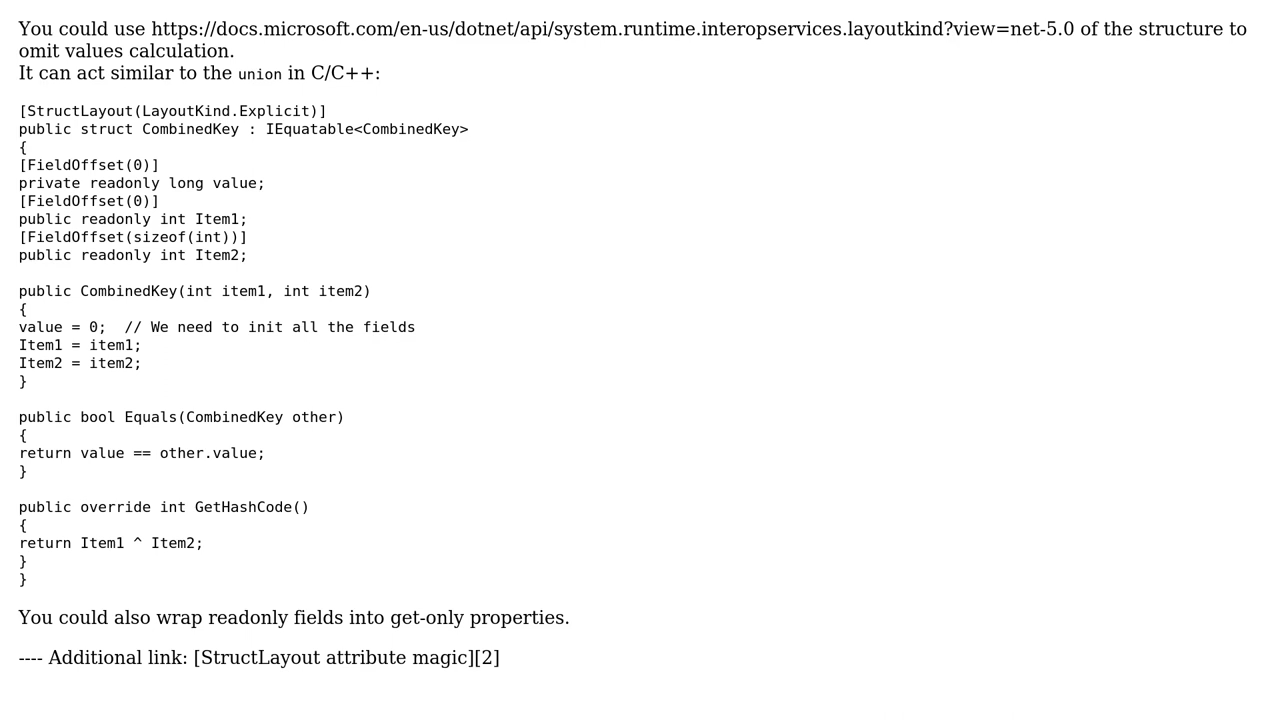 You could use https://docs.microsoft.com/en-us/dotnet/api/system.runtime.interopservices.layoutkind?view=net-5.0 of the structure to
omit values calculation.
It can act similar to the union in C/C++:
[StructLayout(LayoutKind.Explicit)]
public struct CombinedKey : IEquatable<CombinedKey>
{
[FieldOffset(0)]
private readonly long value;
[FieldOffset(0)]
public readonly int Item1;
[FieldOffset(sizeof(int))]
public readonly int Item2;
public CombinedKey(int item1, int item2)
{
value = 0;  // We need to init all the fields
Item1 = item1;
Item2 = item2;
}
public bool Equals(CombinedKey other)
{
return value == other.value;
}
public override int GetHashCode()
{
return Item1 ^ Item2;
}
}
You could also wrap readonly fields into get-only properties.
---- Additional link: [StructLayout attribute magic][2]